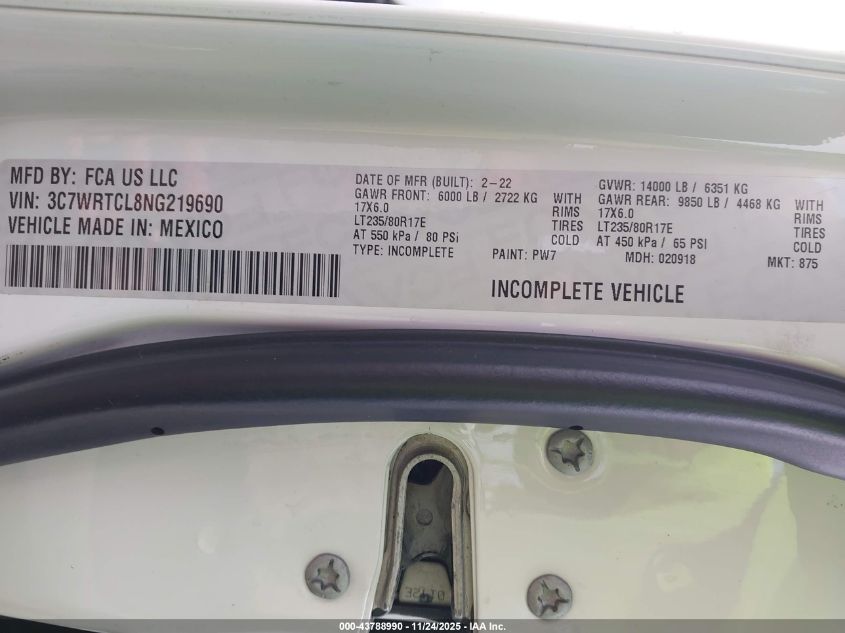 MFD BY: FCA US LLC
VIN: 3C7WRTCL8NG219690
VEHICLE MADE IN: MEXICO
DATE OF MFR (BUILT): 2-22
GAWR FRONT: 6000 LB / 2722 KG WITH
17X6.0 RIMS
LT235/80R17E TIRES
AT 550 kPa / 80 PSi COLD
TYPE: INCOMPLETE PAINT: PW7
GVWR: 14000 LB / 6351 KG
GAWR REAR: 9850 LB / 4468 KG WITH
17X6.0 RIMS
LT235/80R17E TIRES
AT 450 kPa / 65 PSI COLD
MDH: 020918 MKT: 875
INCOMPLETE VEHICLE
000-43788990 - 11/24/2025 - IAA, Inc.